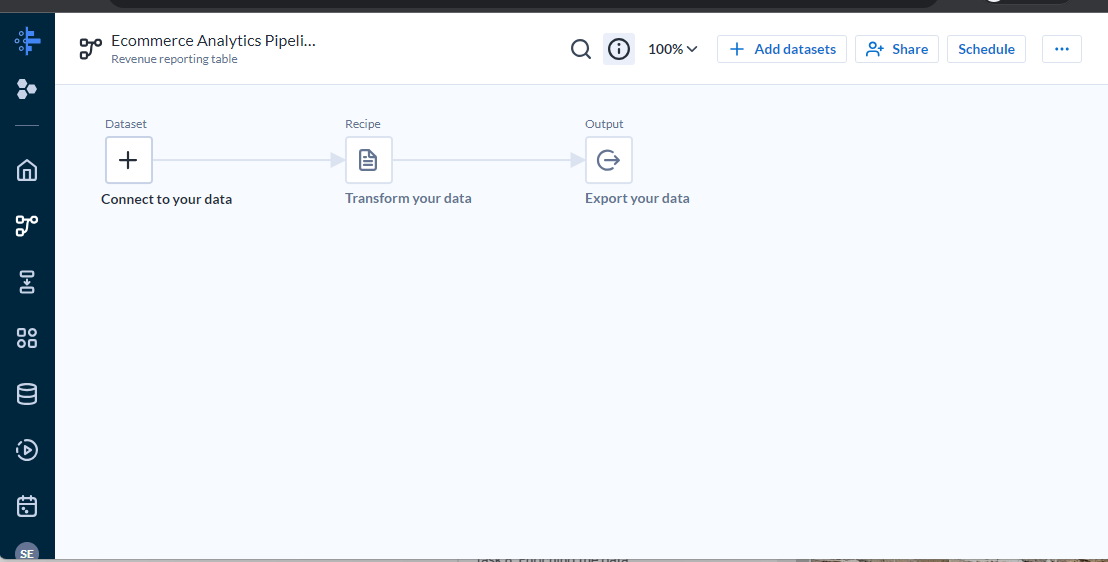 Ecommerce Analytics Pipeli...
Revenue reporting table
100%
Add datasets
Share
Schedule
Dataset
Recipe
Output
Connect to your data
Transform your data
Export your data
SE